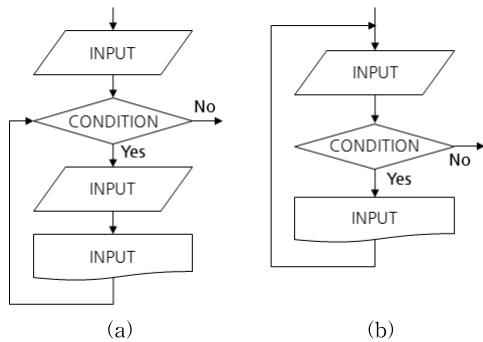 INPUT
CONDITION
No
Yes
INPUT
INPUT
(a)
INPUT
CONDITION
No
Yes
INPUT
(b)